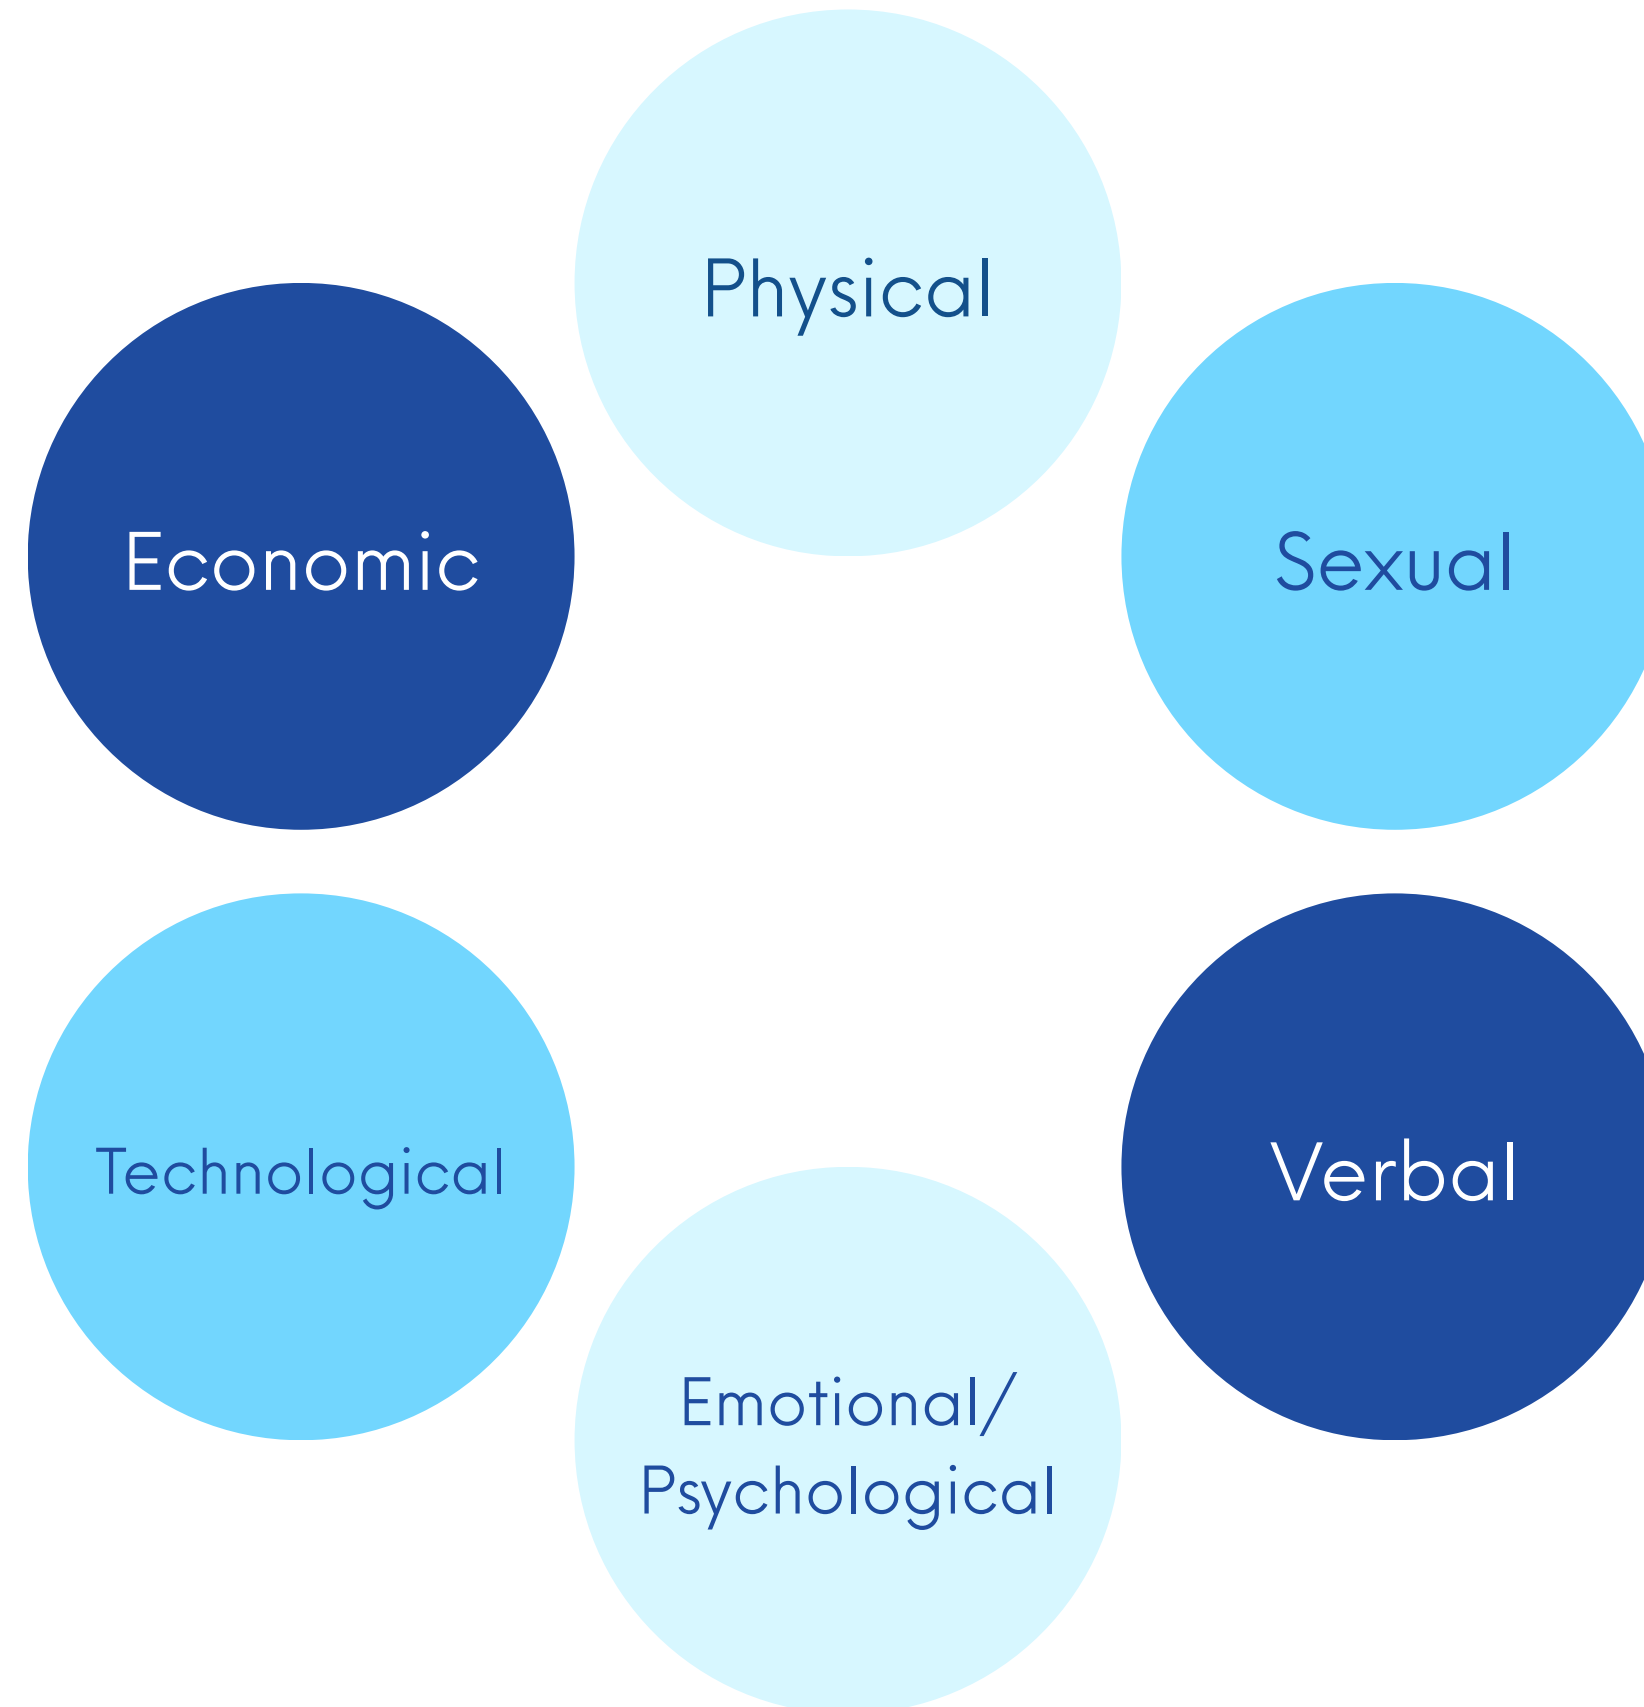 Physical
Economic
Sexual
Technological
Verbal
Emotional/
Psychological